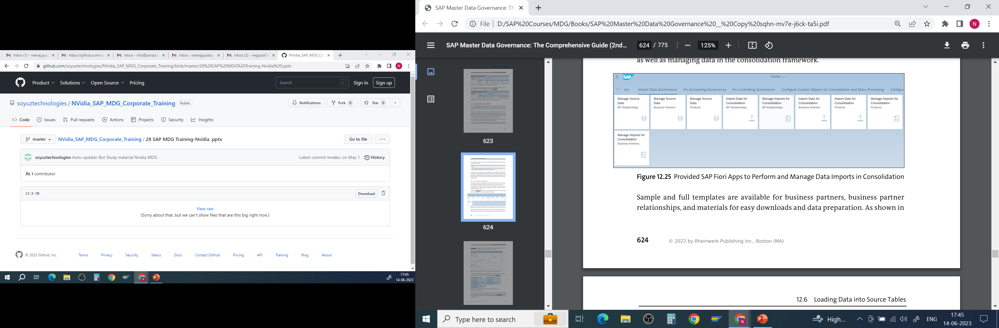 Inbox (1) - neeraj.gup
https://github.com/so
Inbox - info@prozia.c
Inbox - neerajguptap
Inbox (2) - negupta7@
NVidia_SAP_MDG_Co
github.com/soyuztechnologies/NVidia_SAP_MDG_Corporate_Training/blob/master/28%20SAP%20MDG%20Training-Nvidia%20.pptx
N
Product
Solutions
Open Source
Pricing
Search
/
Sign in
Sign up
soyuztechnologies / NVidia_SAP_MDG_Corporate_Training
Public
Notifications
Fork 0
Star 0
Code
Issues
Pull requests
Actions
Projects
Security
Insights
master
NVidia_SAP_MDG_Corporate_Training / 28 SAP MDG Training-Nvidia .pptx
Go to file
soyuztechnologies Auto-updater Bot Study material Nvidia MDG
Latest commit 9fe08bc on May 1
History
1 contributor
13.9 MB
Download
View raw
(Sorry about that, but we can't show files that are this big right now.)
© 2023 GitHub, Inc.
Terms
Privacy
Security
Status
Docs
Contact GitHub
Pricing
API
Training
Blog
About
17:45
14-06-2023
SAP Master Data Governance: Th
File
D:/SAP%20Courses/MDG/Books/SAP%20Master%20Data%20Governance%20__%20Copy%20sqhn-mv7e-j6ck-ta5i.pdf
N
SAP Master Data Governance: The Comprehensive Guide (2nd...
624 / 775
125%
623
624
as well as managing data in the consolidation framework.
SAP
Home
'est
Master Data Governance
Fin Accounting Governance
Fin Controlling Governance
Configure Custom Objects for Consolidation and Mass Processing
Configura
Manage Source
Data
BP Relationships
Manage Source
Data
Business Partners
Manage Source
Data
Products
Import Data for
Consolidation
BP Relationships
Manage Imports for
Consolidation
BP Relationships
Import Data for
Consolidation
Business Partners
Import Data for
Consolidation
Products
Manage Imports for
Consolidation
Products
Manage Imports for
Consolidation
Business Partners
Figure 12.25 Provided SAP Fiori Apps to Perform and Manage Data Imports in Consolidation
Sample and full templates are available for business partners, business partner
relationships, and materials for easy downloads and data preparation. As shown in
624
© 2022 by Rheinwerk Publishing Inc., Boston (MA)
12.6 Loading Data into Source Tables
Type here to search
High...
ENG
17:45
14-06-2023